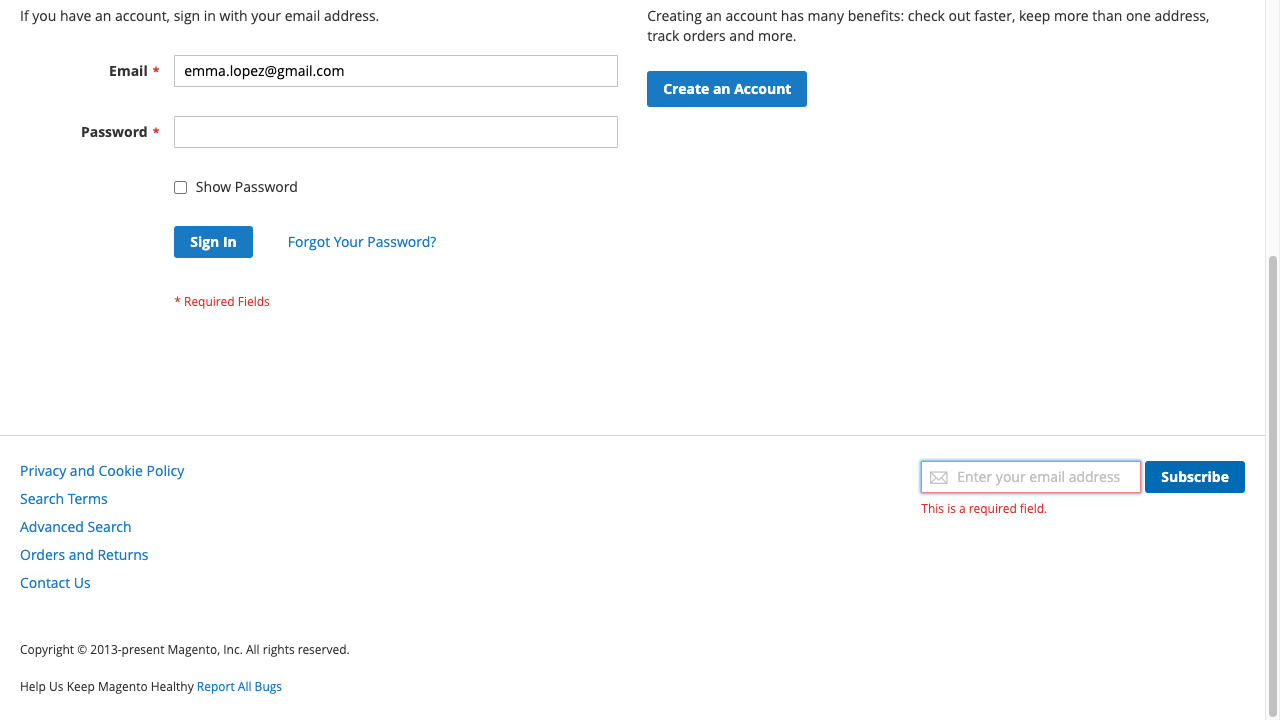 If you have an account, sign in with your email address.
Email *
emma.lopez@gmail.com
Password *
Show Password
Sign In
Forgot Your Password?
* Required Fields
Creating an account has many benefits: check out faster, keep more than one address,
track orders and more.
Create an Account
Privacy and Cookie Policy
Search Terms
Advanced Search
Orders and Returns
Contact Us
Enter your email address
Subscribe
This is a required field.
Copyright © 2013-present Magento, Inc. All rights reserved.
Help Us Keep Magento Healthy Report All Bugs